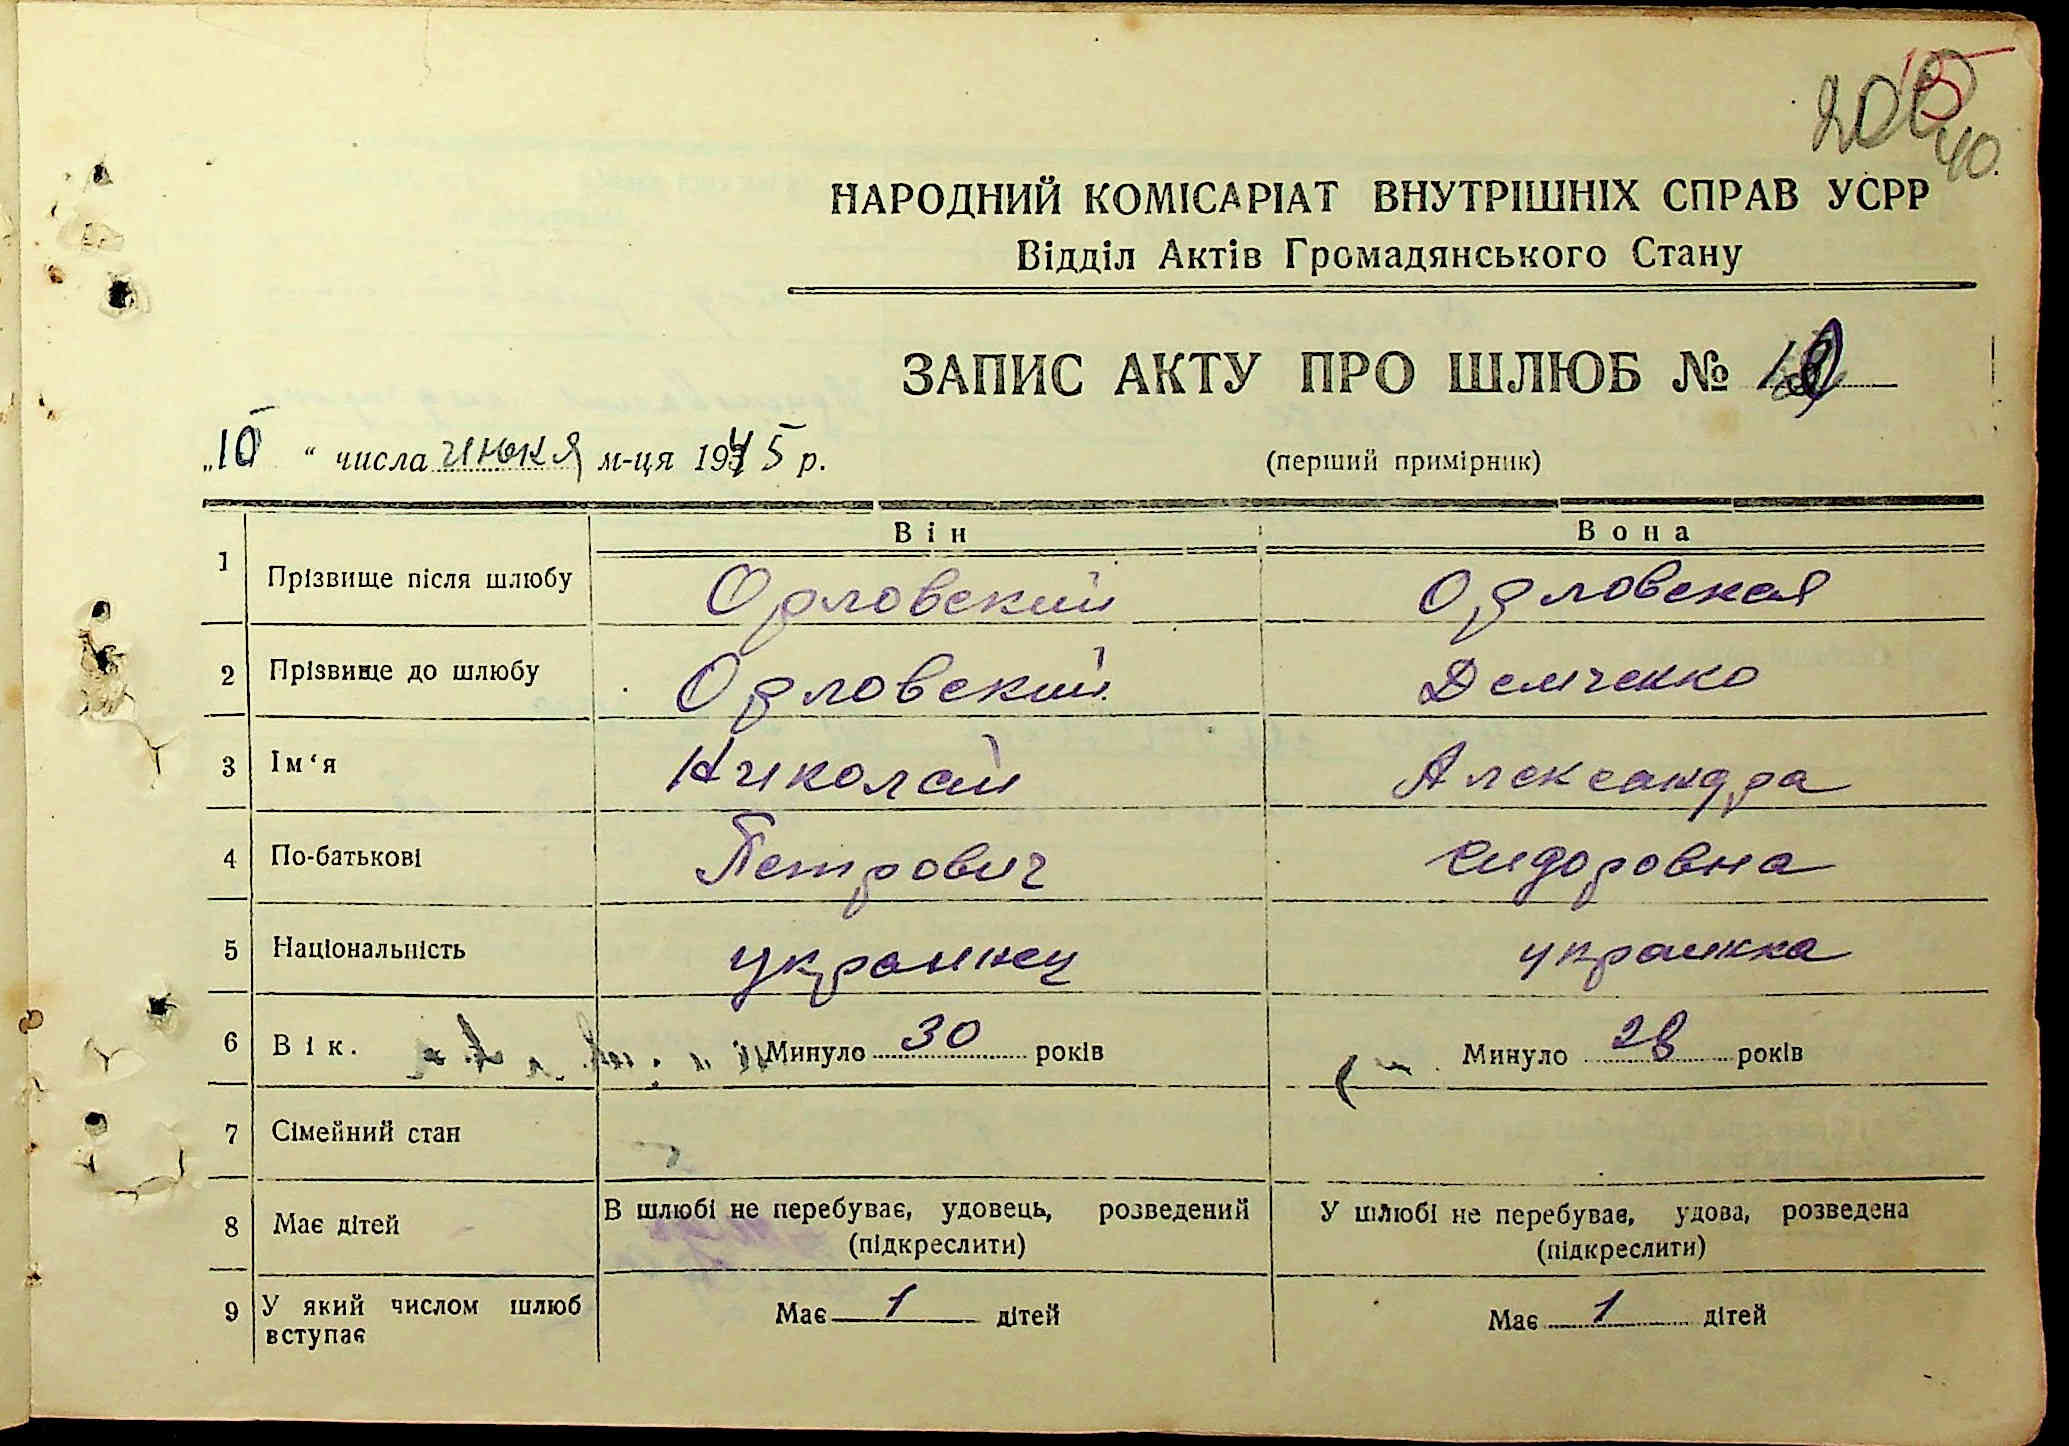 40.
НАРОДНИЙ КОМІСАРІАТ ВНУТРІШНІХ СПРАВ УСРР
Відділ Актів Громадянського Стану
ЗАПИС АКТУ ПРО ШЛЮБ №
„10“ числа июня м-ця 1945 р.
(перший примірник)
Він Вона
1 Прізвище після шлюбу Орловский Орловская
2 Прізвище до шлюбу Орловский Демченко
3 Ім‘я Николай Александра
4 По-батькові Петрович Сидоровна
5 Національність украинец украинка
6 Вік. Минуло 30 років Минуло 28 років
7 Сімейний стан
8 Має дітей В шлюбі не перебуває, удовець, розведений У шлюбі не перебуває, удова, розведена
(підкреслити) (підкреслити)
9 У який числом шлюб Має 1 дітей Має 1 дітей
вступає